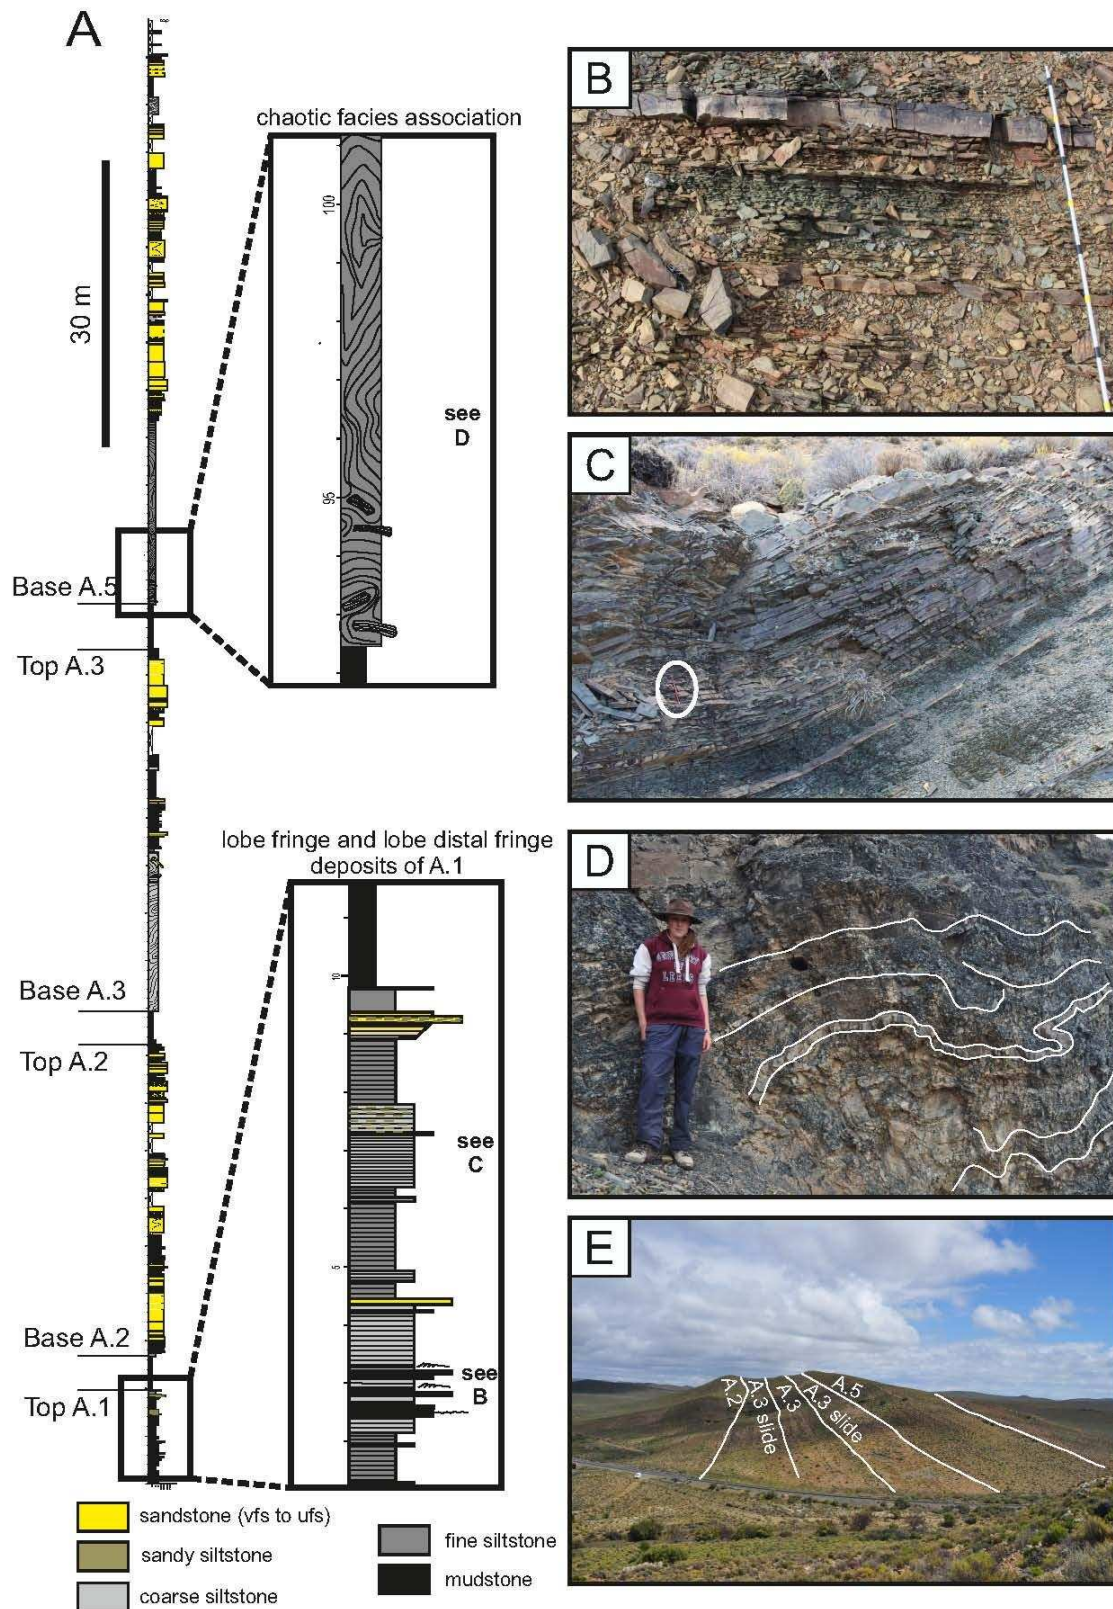 A
30 m
Base A.5
Top A.3
Base A.3
Top A.2
Base A.2
Top A.1
chaotic facies association
100
95
see
D
lobe fringe and lobe distal fringe
deposits of A.1
10
5
see
C
see
B
sandstone (vfs to ufs)
sandy siltstone
coarse siltstone
fine siltstone
mudstone
B
C
D
E
A.2
A.3 slide
A.3
A.3 slide
A.5